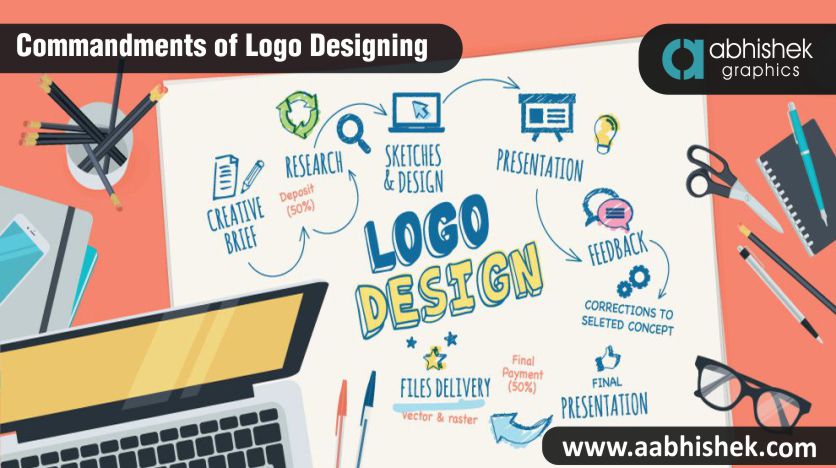 Commandments of Logo Designing
abhishek
graphics
CREATIVE
BRIEF
Deposit
(50%)
RESEARCH
SKETCHES
& DESIGN
PRESENTATION
FEEDBACK
CORRECTIONS TO
SELETED CONCEPT
LOGO
DESIGN
FINAL
PRESENTATION
Final
Payment
(50%)
FILES DELIVERY
vector & raster
www.aabhishek.com